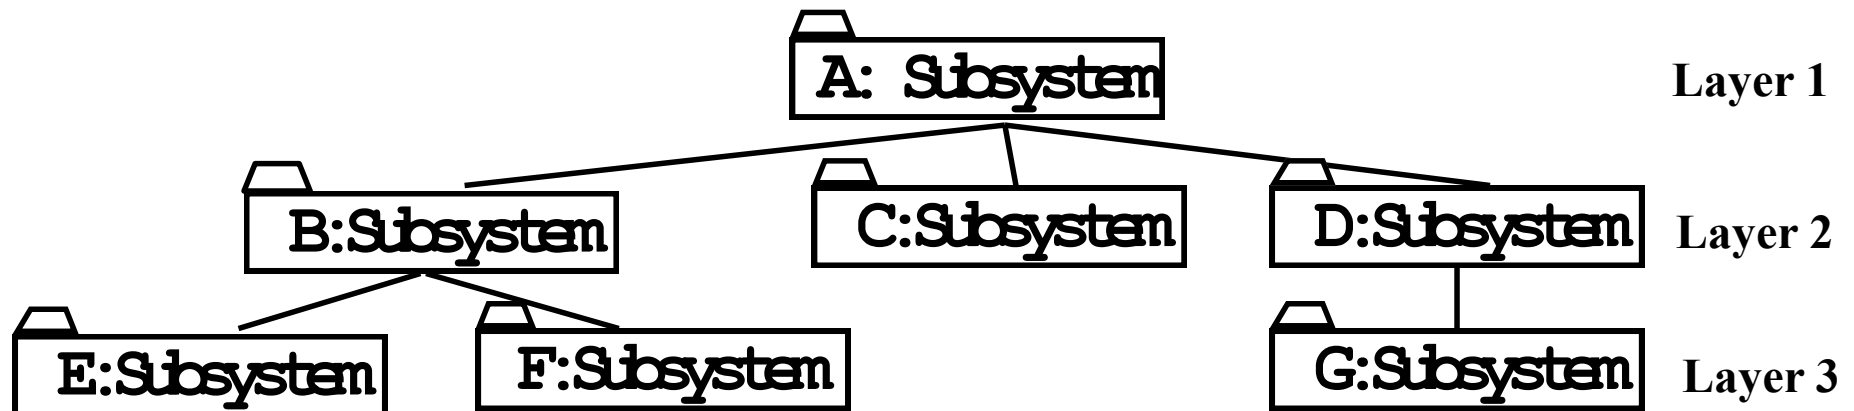 A: Subsystem
Layer 1
B:Subsystem
C:Subsystem
D:Subsystem
Layer 2
E:Subsystem
F:Subsystem
G:Subsystem
Layer 3